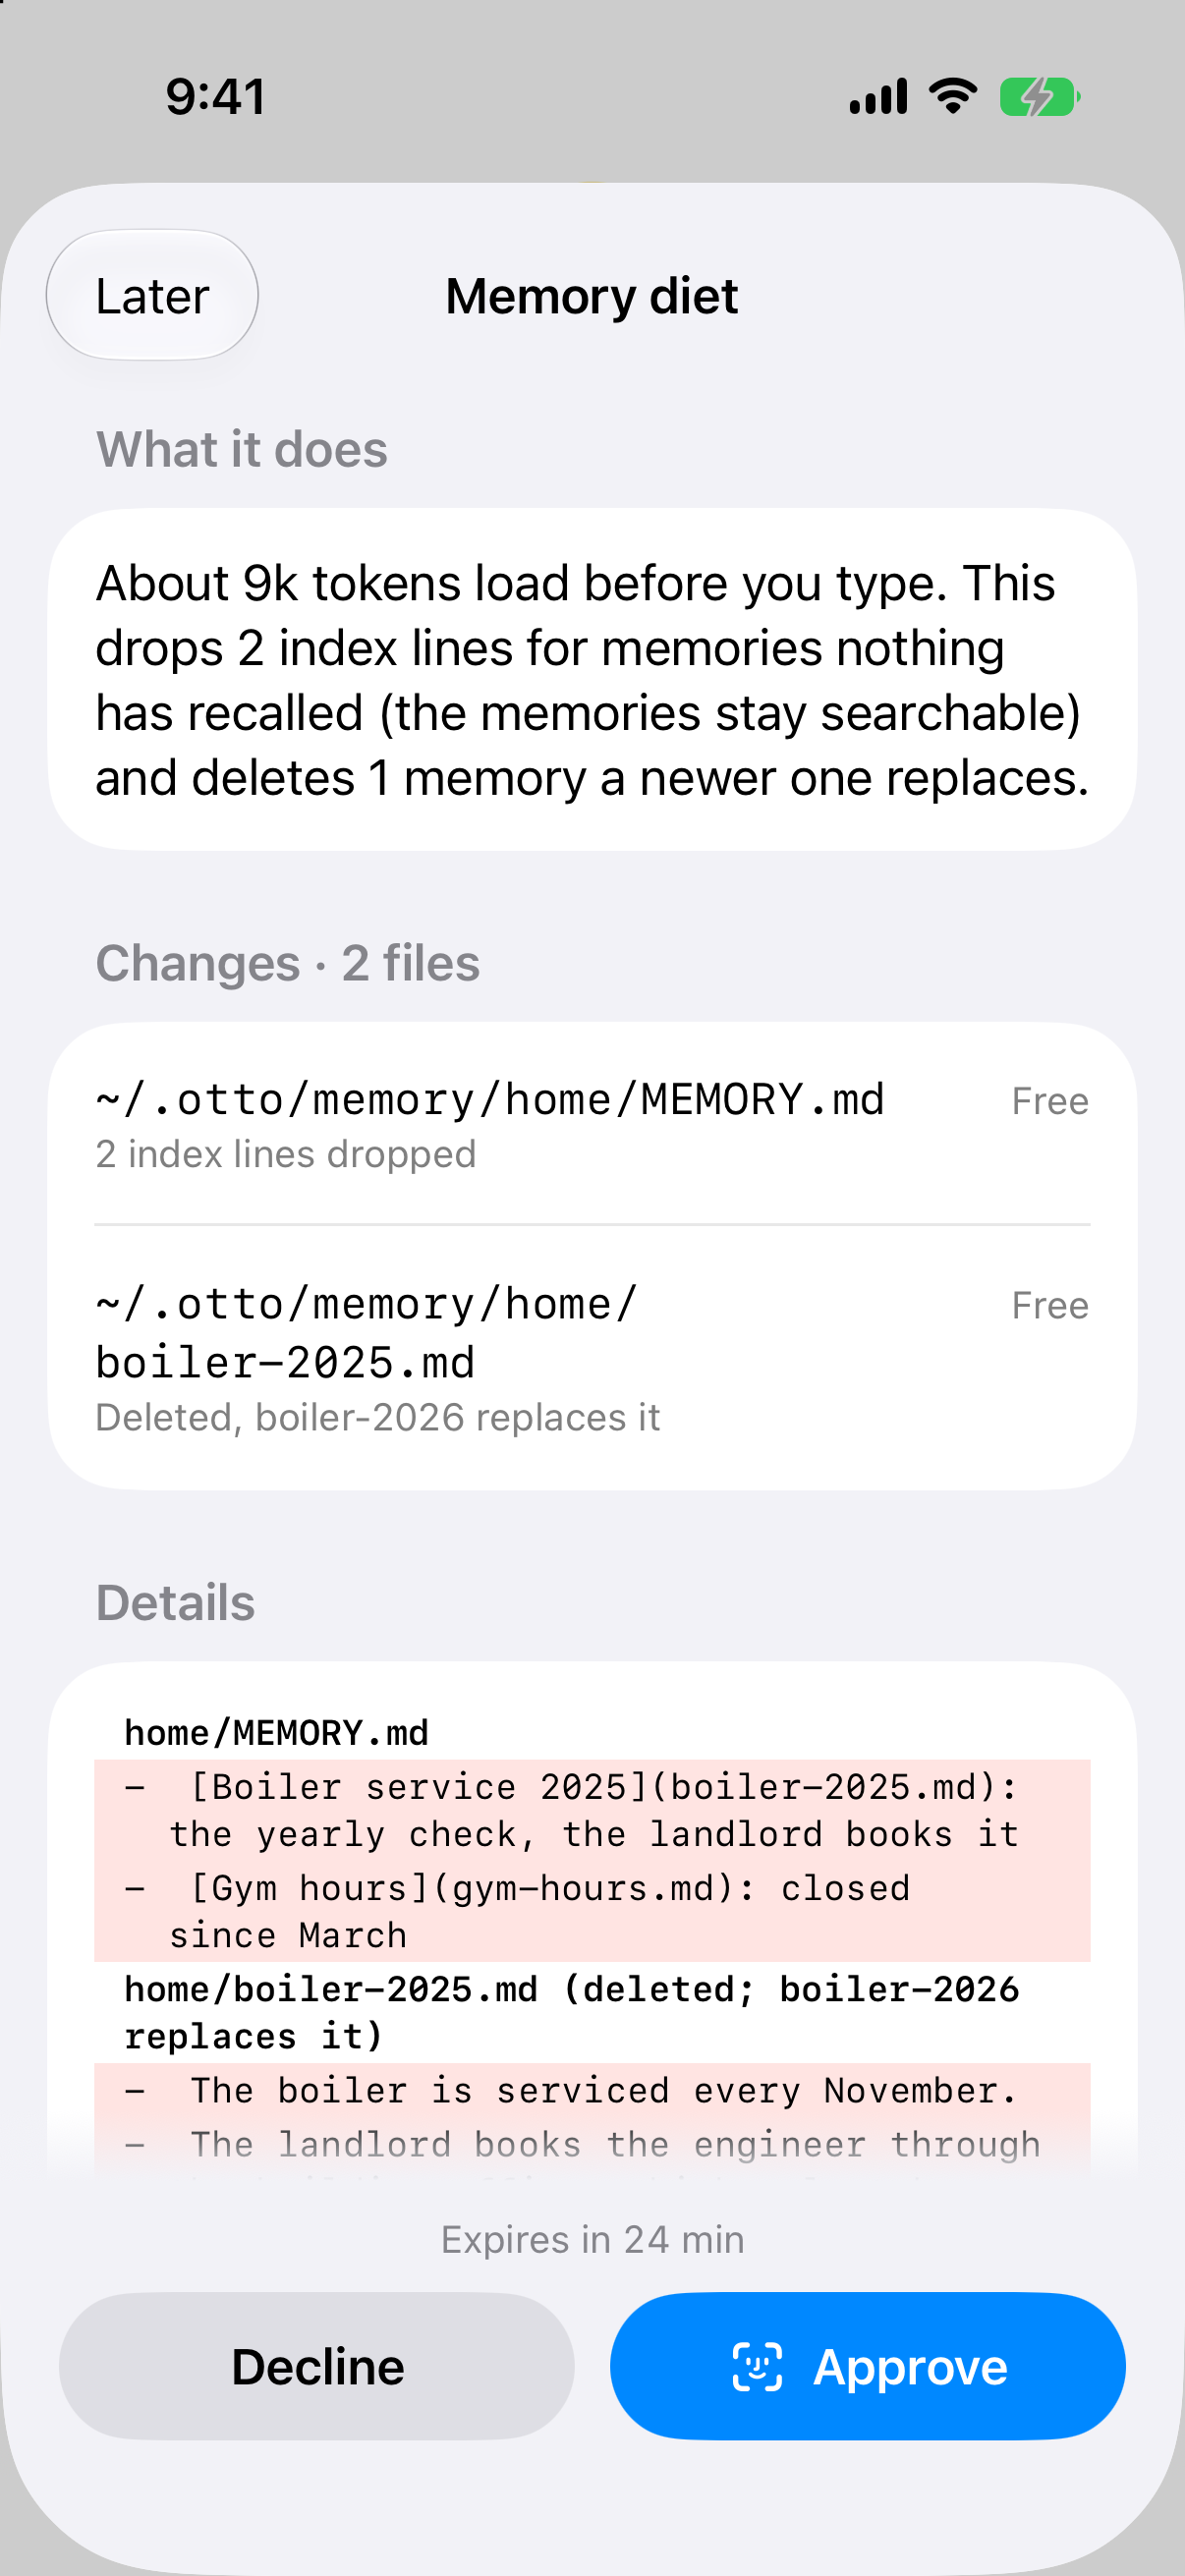 9:41
Later
Memory diet
What it does
About 9k tokens load before you type. This
drops 2 index lines for memories nothing
has recalled (the memories stay searchable)
and deletes 1 memory a newer one replaces.
Changes · 2 files
~/.otto/memory/home/MEMORY.md
Free
2 index lines dropped
~/.otto/memory/home/
boiler-2025.md
Free
Deleted, boiler-2026 replaces it
Details
home/MEMORY.md
- [Boiler service 2025](boiler-2025.md):
the yearly check, the landlord books it
- [Gym hours](gym-hours.md): closed
since March
home/boiler-2025.md (deleted; boiler-2026
replaces it)
- The boiler is serviced every November.
- The landlord books the engineer through
Expires in 24 min
Decline
Approve